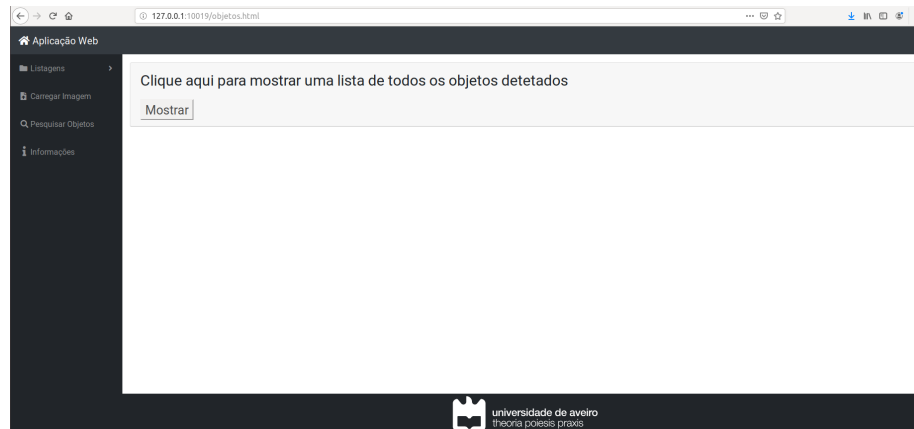 127.0.0.1:10019/objetos.html
Aplicação Web
Listagens
Carregar Imagem
Pesquisar Objetos
Informações
Clique aqui para mostrar uma lista de todos os objetos detetados
Mostrar
universidade de aveiro
theoria poiesis praxis